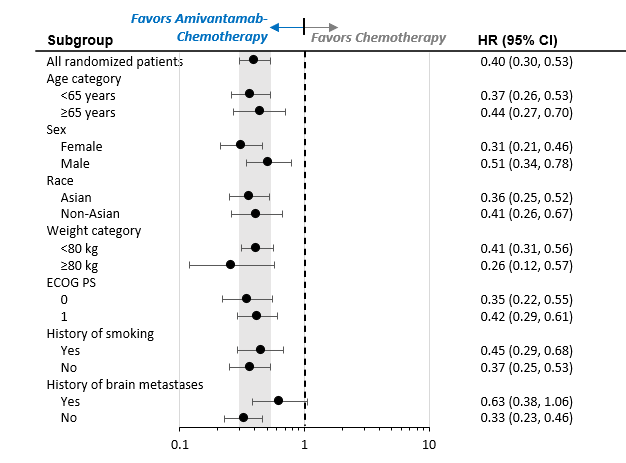 Favors Amivantamab-
Chemotherapy
Favors Chemotherapy
Subgroup HR (95% CI)
All randomized patients 0.40 (0.30, 0.53)
Age category
<65 years 0.37 (0.26, 0.53)
≥65 years 0.44 (0.27, 0.70)
Sex
Female 0.31 (0.21, 0.46)
Male 0.51 (0.34, 0.78)
Race
Asian 0.36 (0.25, 0.52)
Non-Asian 0.41 (0.26, 0.67)
Weight category
<80 kg 0.41 (0.31, 0.56)
≥80 kg 0.26 (0.12, 0.57)
ECOG PS
0 0.35 (0.22, 0.55)
1 0.42 (0.29, 0.61)
History of smoking
Yes 0.45 (0.29, 0.68)
No 0.37 (0.25, 0.53)
History of brain metastases
Yes 0.63 (0.38, 1.06)
No 0.33 (0.23, 0.46)
0.1 1 10